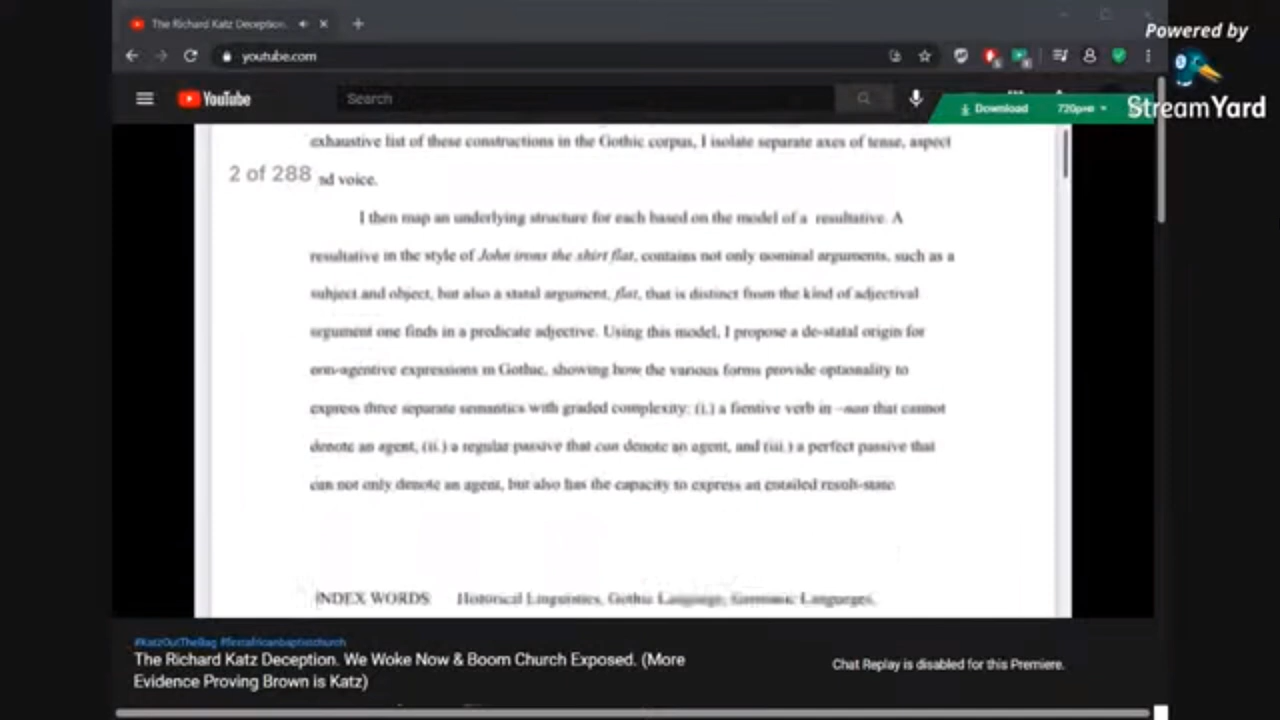 The Richard Katz Deception.
Powered by
StreamYard
youtube.com
YouTube
Search
Download
720p
exhaustive list of these constructions in the Gothic corpus, I isolate separate axes of tense, aspect
2 of 288
nd voice.
I then map an underlying structure for each based on the model of a resultative. A
resultative in the style of John irons the shirt flat, contains not only nominal arguments, such as a
subject and object, but also a statal argument, flat, that is distinct from the kind of adjectival
argument one finds in a predicate adjective. Using this model, I propose a de-statal origin for
non-agentive expressions in Gothic, showing how the various forms provide optionality to
express three separate semantics with graded complexity: (i.) a fientive verb in -nan that cannot
denote an agent, (ii.) a regular passive that can denote an agent, and (iii.) a perfect passive that
can not only denote an agent, but also has the capacity to express an entailed result-state
INDEX WORDS Historical Linguistics, Gothic Language, Germanic Languages,
#KatzOutTheBag #firstafricanbaptistchurch
The Richard Katz Deception. We Woke Now & Boom Church Exposed. (More
Evidence Proving Brown is Katz)
Chat Replay is disabled for this Premiere.